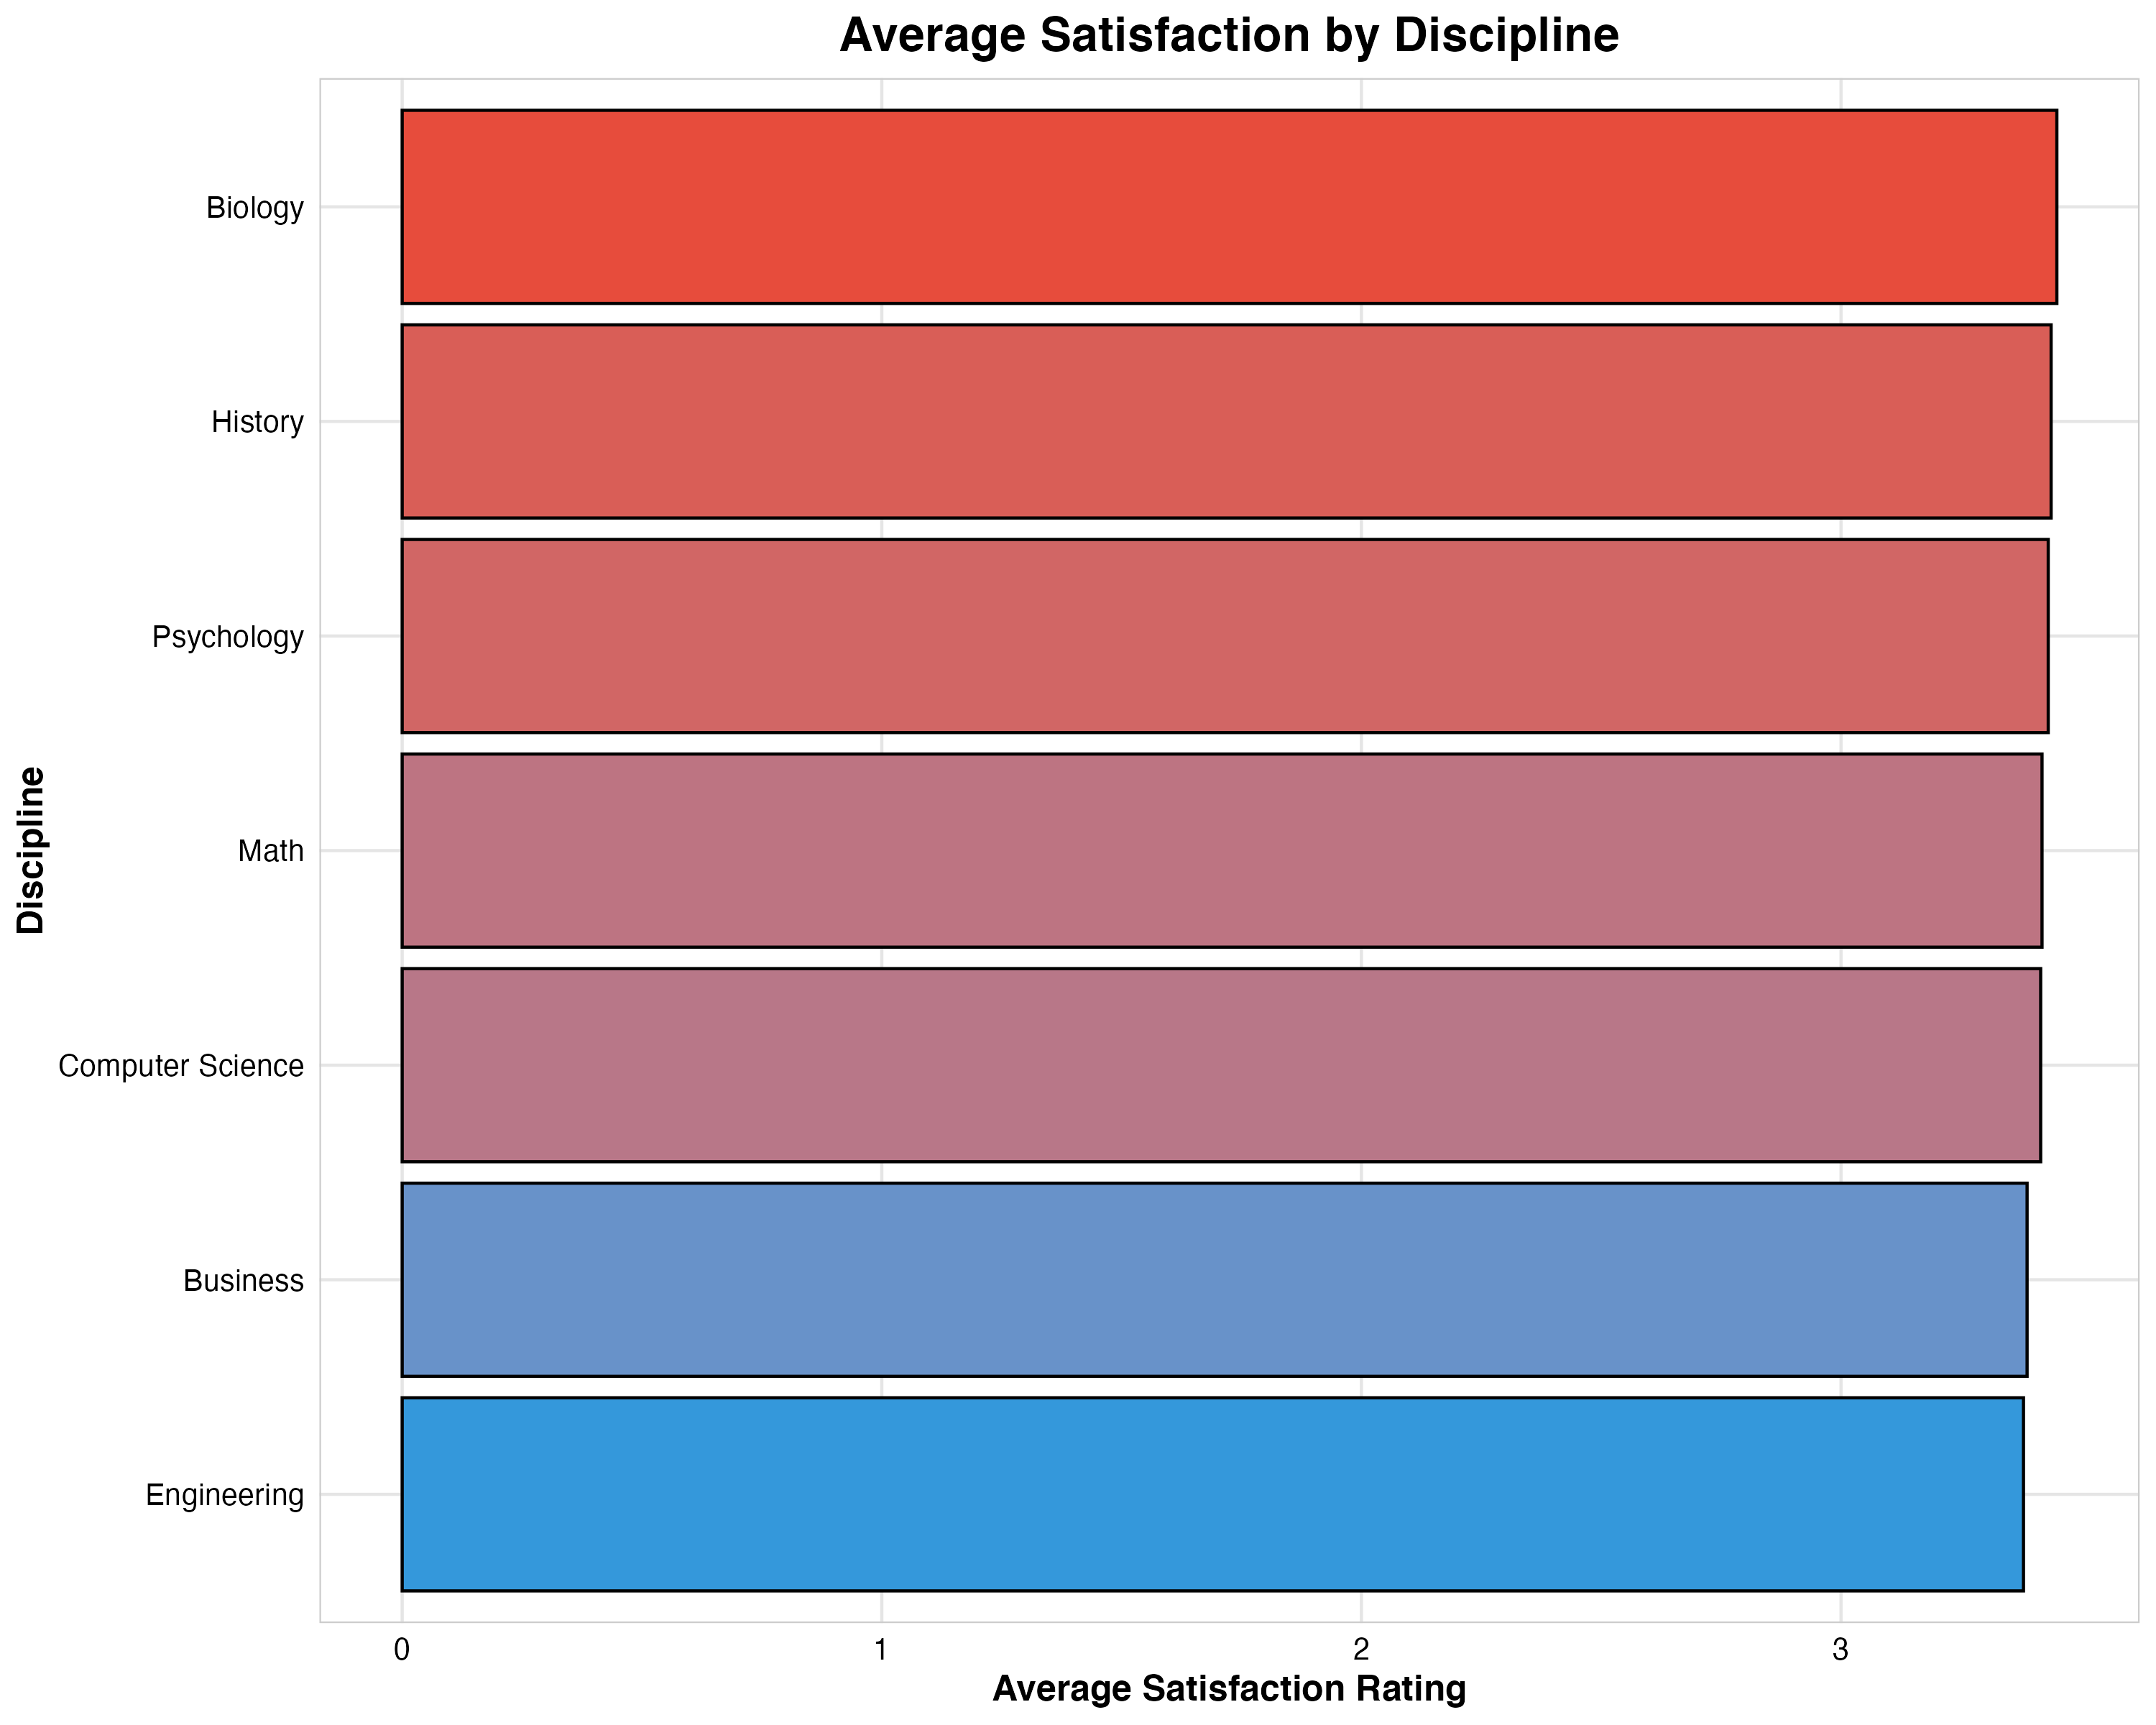 Average Satisfaction by Discipline
Discipline
Biology
History
Psychology
Math
Computer Science
Business
Engineering
0 1 2 3
Average Satisfaction Rating